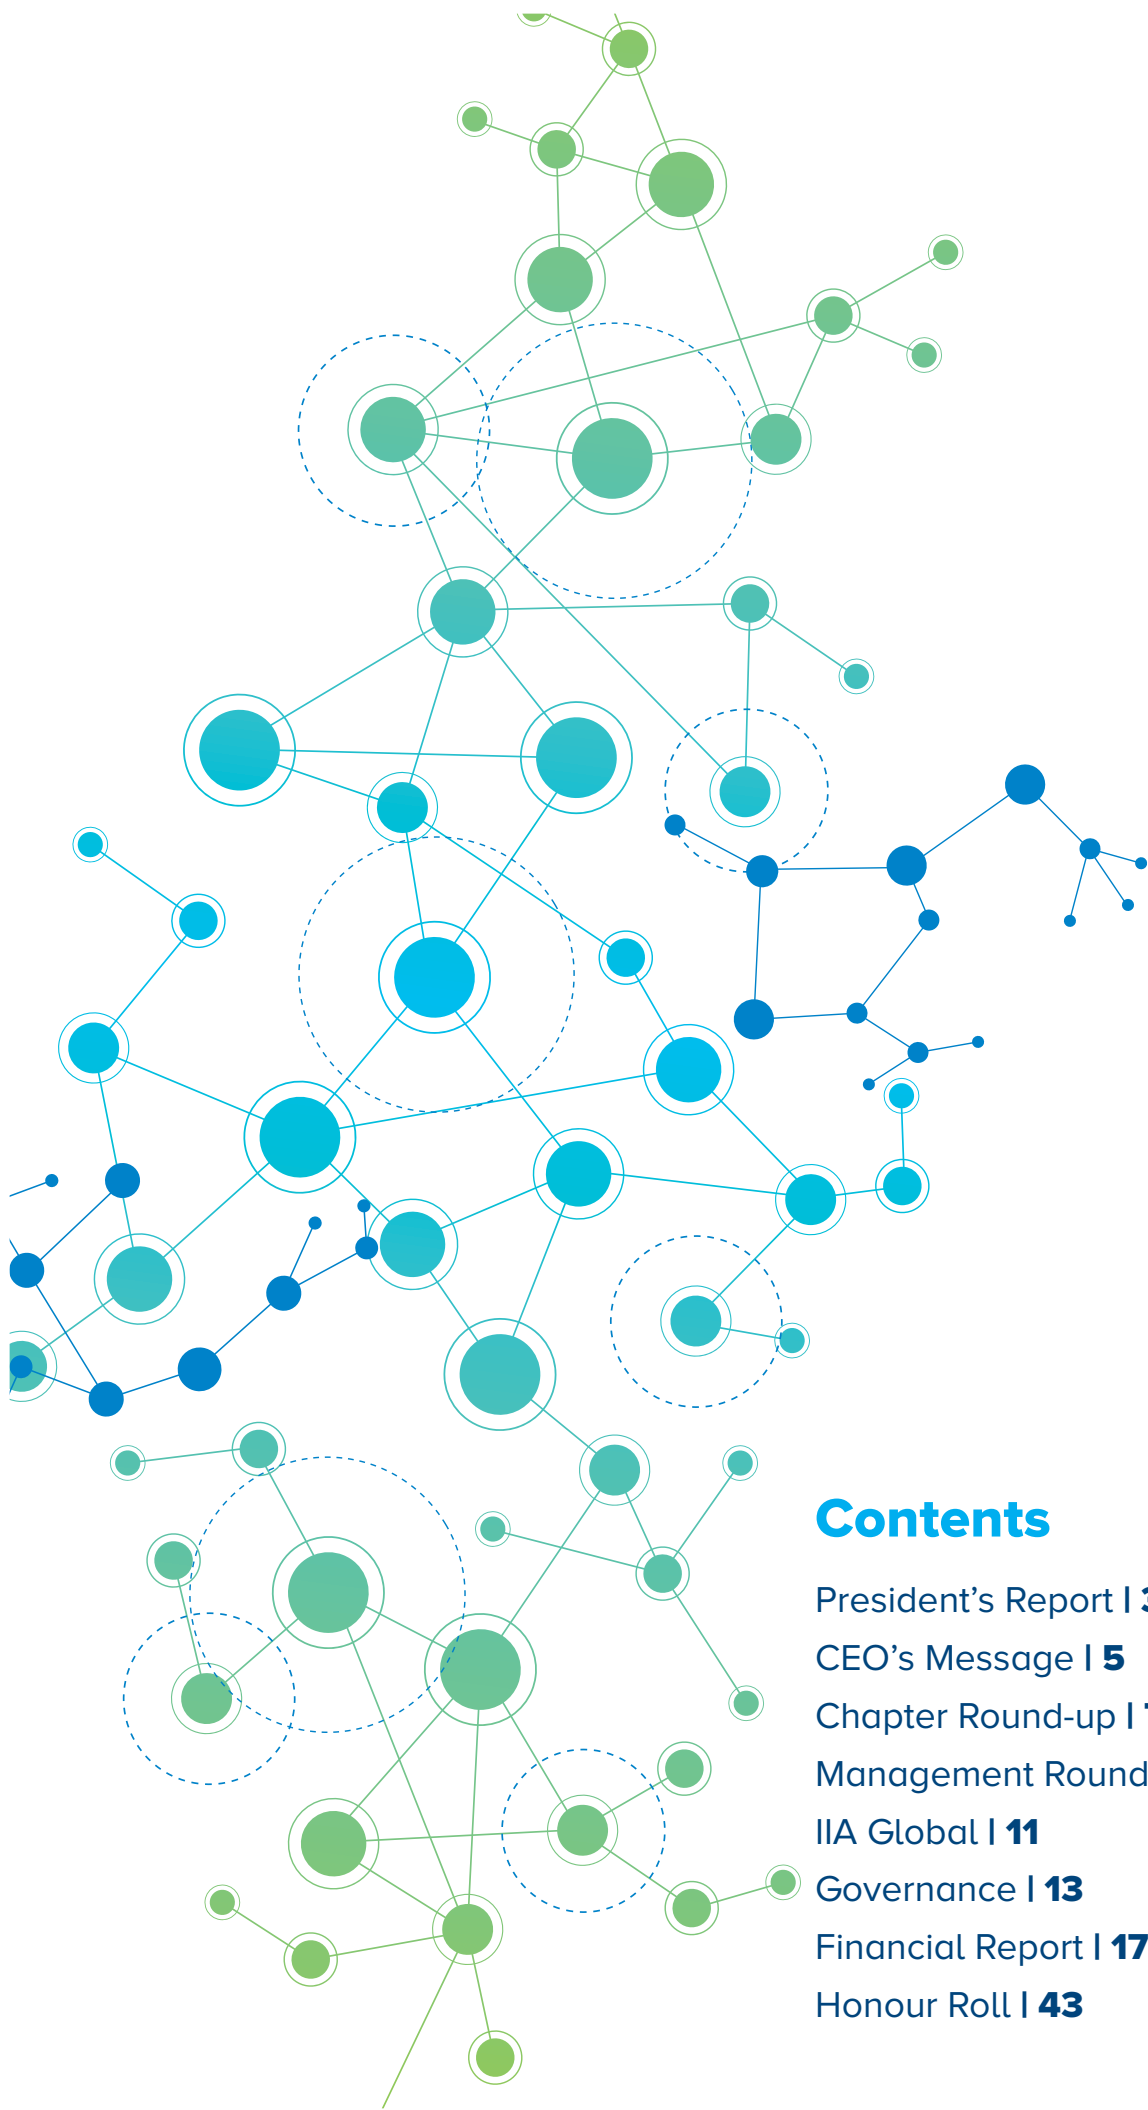 Contents
President’s Report |
CEO’s Message | 5
Chapter Round-up |
Management Round
IIA Global | 11
Governance | 13
Financial Report | 17
Honour Roll | 43